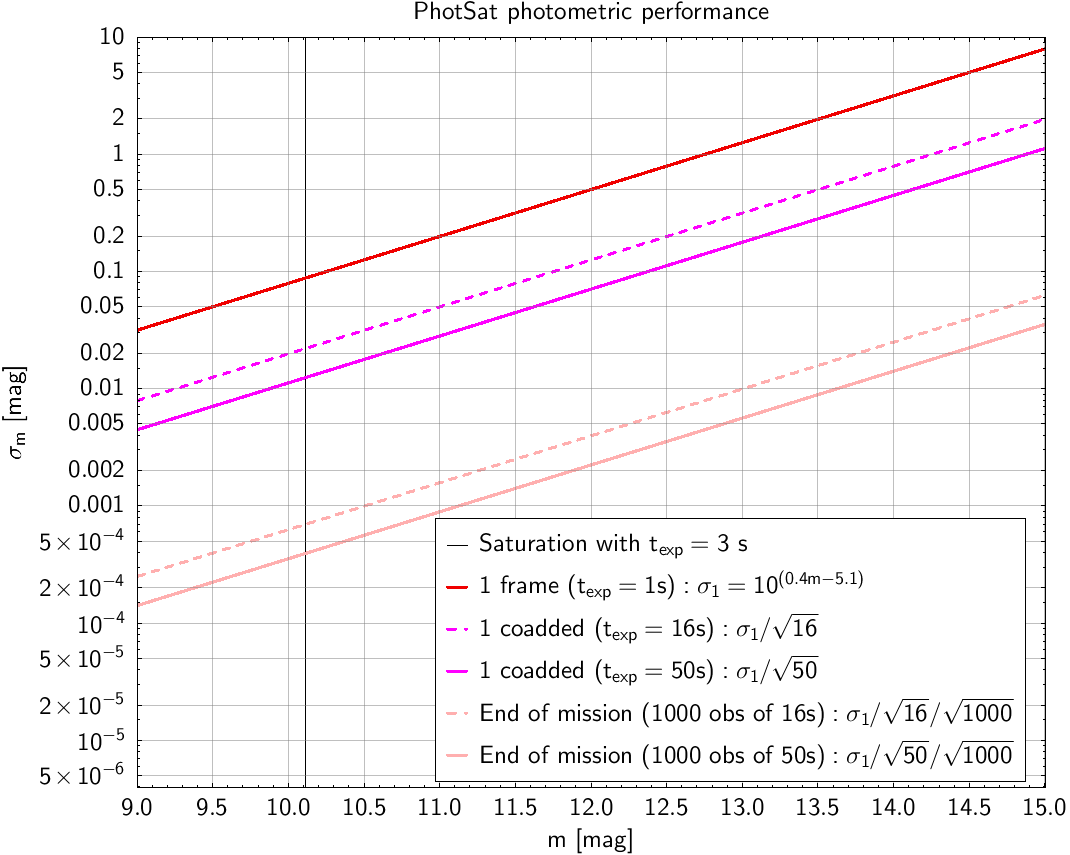 PhotSat photometric performance
10
5
2
1
0.5
0.2
0.1
0.05
0.02
0.01
0.005
0.002
0.001
5×10⁻⁴
2×10⁻⁴
10⁻⁴
5×10⁻⁵
2×10⁻⁵
10⁻⁵
5×10⁻⁶
σₘ [mag]
Saturation with t_exp = 3 s
1 frame (t_exp = 1s) : σ₁ = 10^(0.4m−5.1)
1 coadded (t_exp = 16s) : σ₁/√16
1 coadded (t_exp = 50s) : σ₁/√50
End of mission (1000 obs of 16s) : σ₁/√16/√1000
End of mission (1000 obs of 50s) : σ₁/√50/√1000
9.0 9.5 10.0 10.5 11.0 11.5 12.0 12.5 13.0 13.5 14.0 14.5 15.0
m [mag]